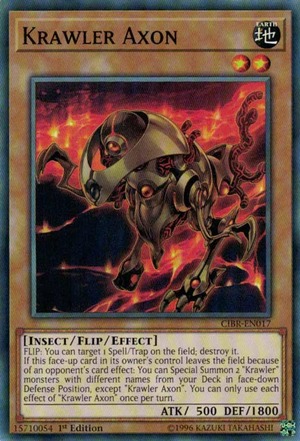 Krawler Axon
EARTH
地
CIBR-EN017
[INSECT/FLIP/EFFECT]
FLIP: You can target 1 Spell/Trap on the field; destroy it.
If this face-up card in its owner's control leaves the field because
of an opponent's card effect: You can Special Summon 2 "Krawler"
monsters with different names from your Deck in face-down
Defense Position, except "Krawler Axon". You can only use each
effect of "Krawler Axon" once per turn.
ATK/ 500 DEF/1800
15710054 1st Edition ©1996 KAZUKI TAKAHASHI